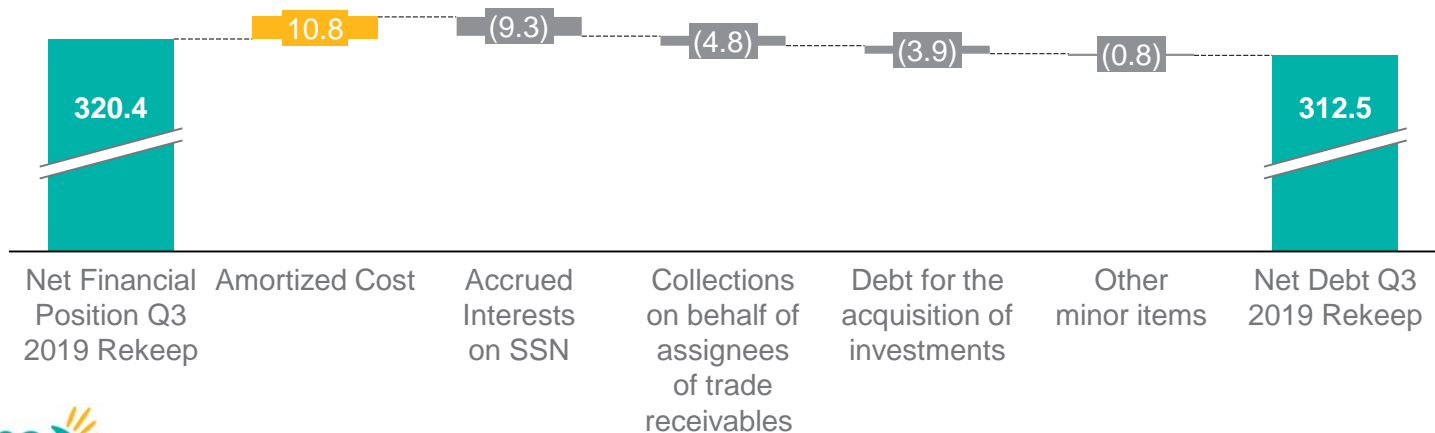 10.8
(9.3)
(4.8)
(3.9)
(0.8)
320.4
312.5
Net Financial
Position Q3
2019 Rekeep
Amortized Cost
Accrued
Interests
on SSN
Collections
on behalf of
assignees
of trade
receivables
Debt for the
acquisition of
investments
Other
minor items
Net Debt Q3
2019 Rekeep